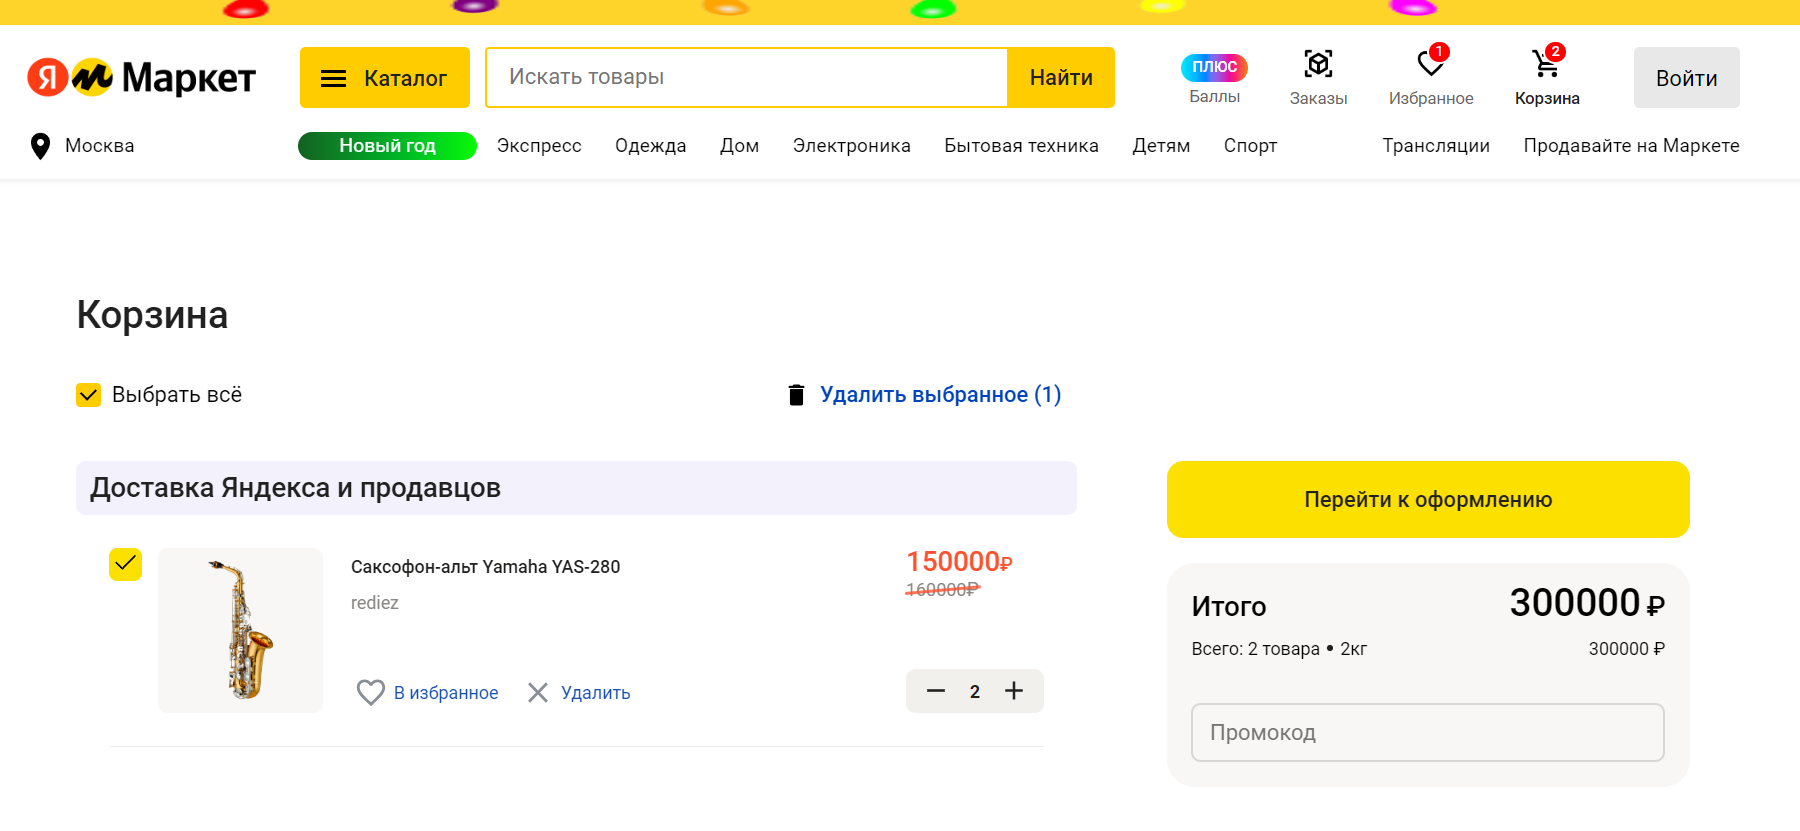 Я м Маркет
Каталог
Искать товары
Найти
ПЛЮС
Баллы
Заказы
1
Избранное
2
Корзина
Войти
Москва
Новый год
Экспресс
Одежда
Дом
Электроника
Бытовая техника
Детям
Спорт
Трансляции
Продавайте на Маркете
Корзина
Выбрать всё
Удалить выбранное (1)
Доставка Яндекса и продавцов
Саксофон-альт Yamaha YAS-280
rediez
150000₽
160000₽
В избранное
Удалить
2
Перейти к оформлению
Итого
300000 ₽
Всего: 2 товара • 2кг
300000 ₽
Промокод